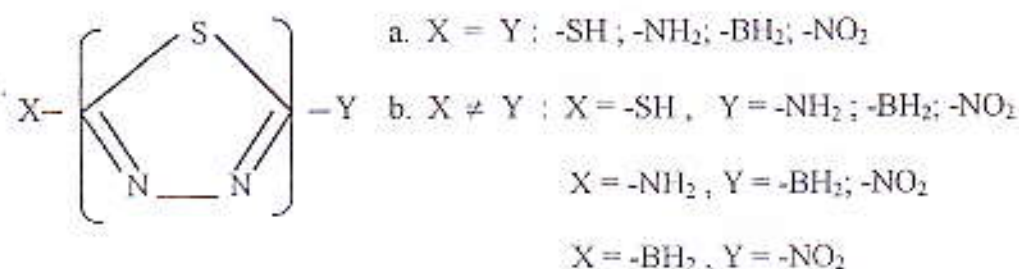 a. X = Y : -SH ; -NH₂; -BH₂; -NO₂
S
X– –Y b. X ≠ Y : X = -SH , Y = -NH₂ ; -BH₂; -NO₂
N N X = -NH₂ , Y = -BH₂; -NO₂
X = -BH₂ , Y = -NO₂